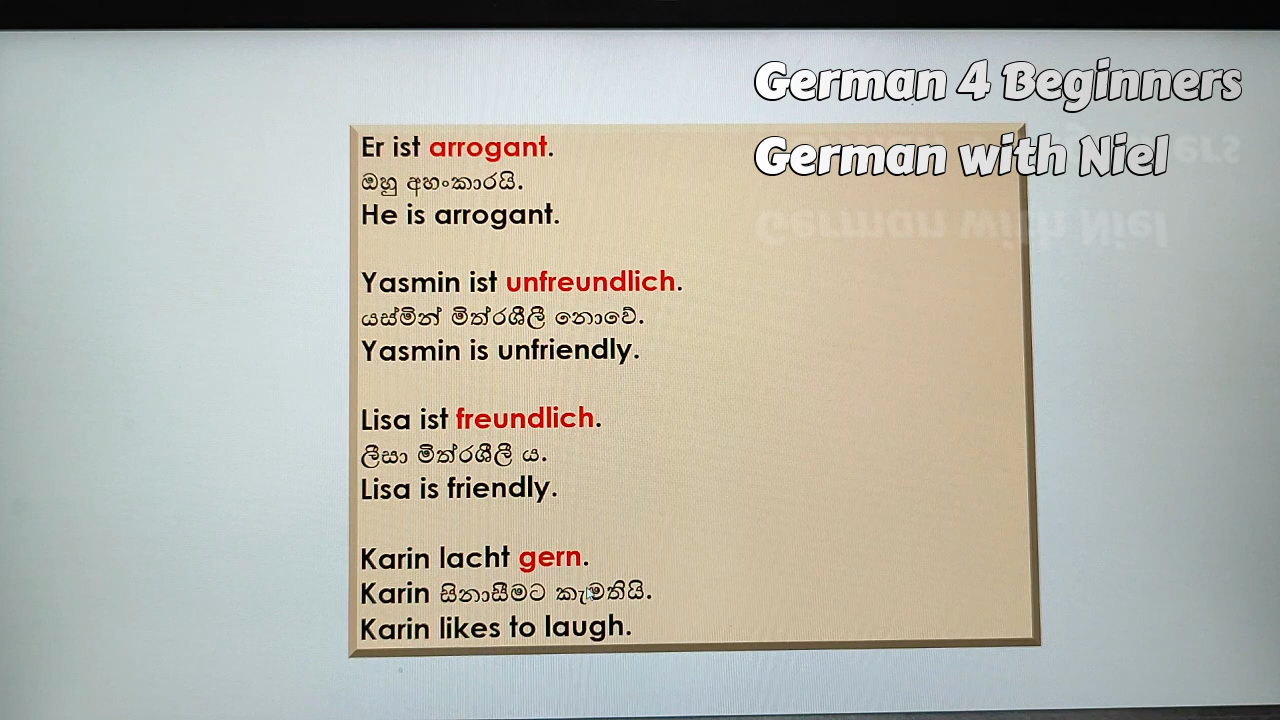 German 4 Beginners
German with Niel
Er ist arrogant.
ඔහු අහංකාරයි.
He is arrogant.
Yasmin ist unfreundlich.
යස්මින් මිත්රශීලී නොවේ.
Yasmin is unfriendly.
Lisa ist freundlich.
ලීසා මිත්රශීලී ය.
Lisa is friendly.
Karin lacht gern.
Karin සිනාසීමට කැමතියි.
Karin likes to laugh.